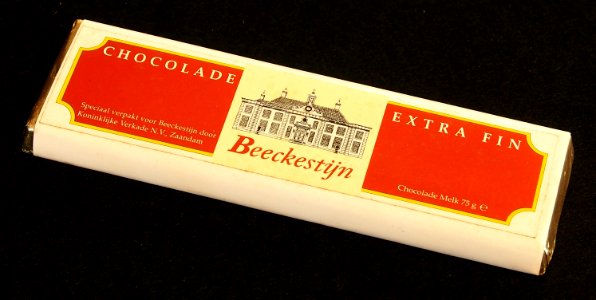 CHOCOLADE
Speciaal verpakt voor Beeckestijn door
Koninklijke Verkade N.V., Zaandam
Beeckestijn
EXTRA FIN
Chocolade Melk 75 g ℮